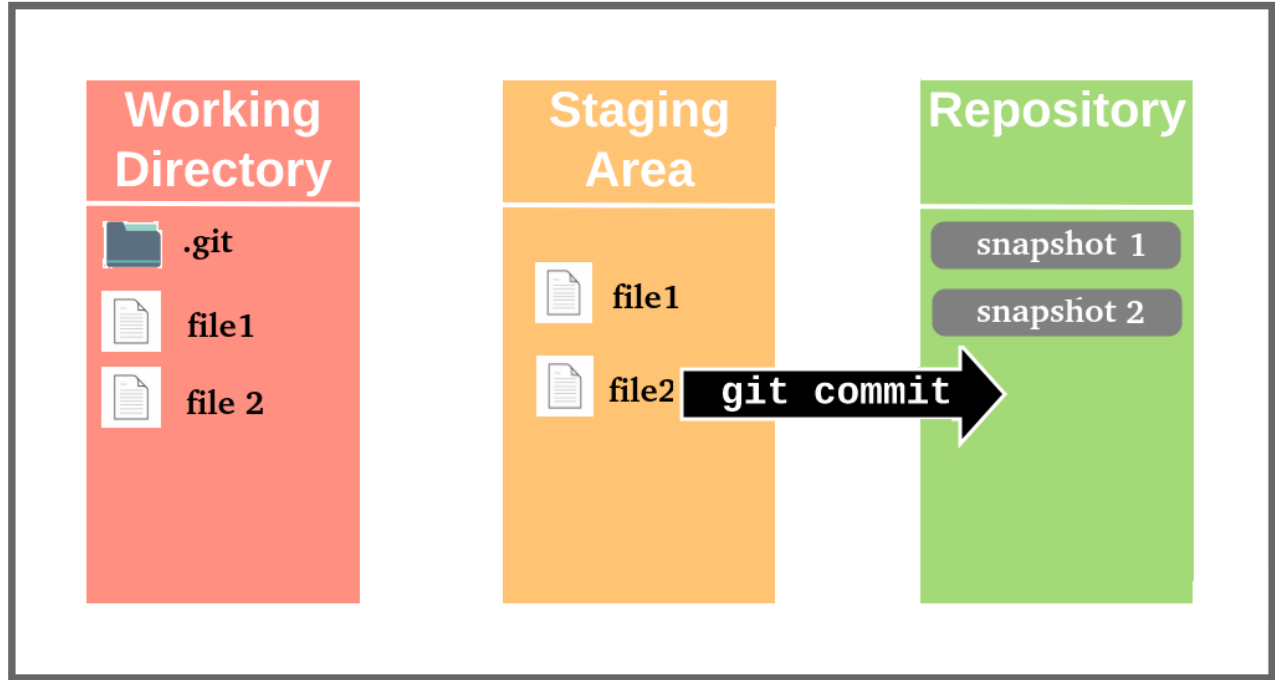 Working
Directory
.git
file1
file 2
Staging
Area
file1
file2
git commit
Repository
snapshot 1
snapshot 2